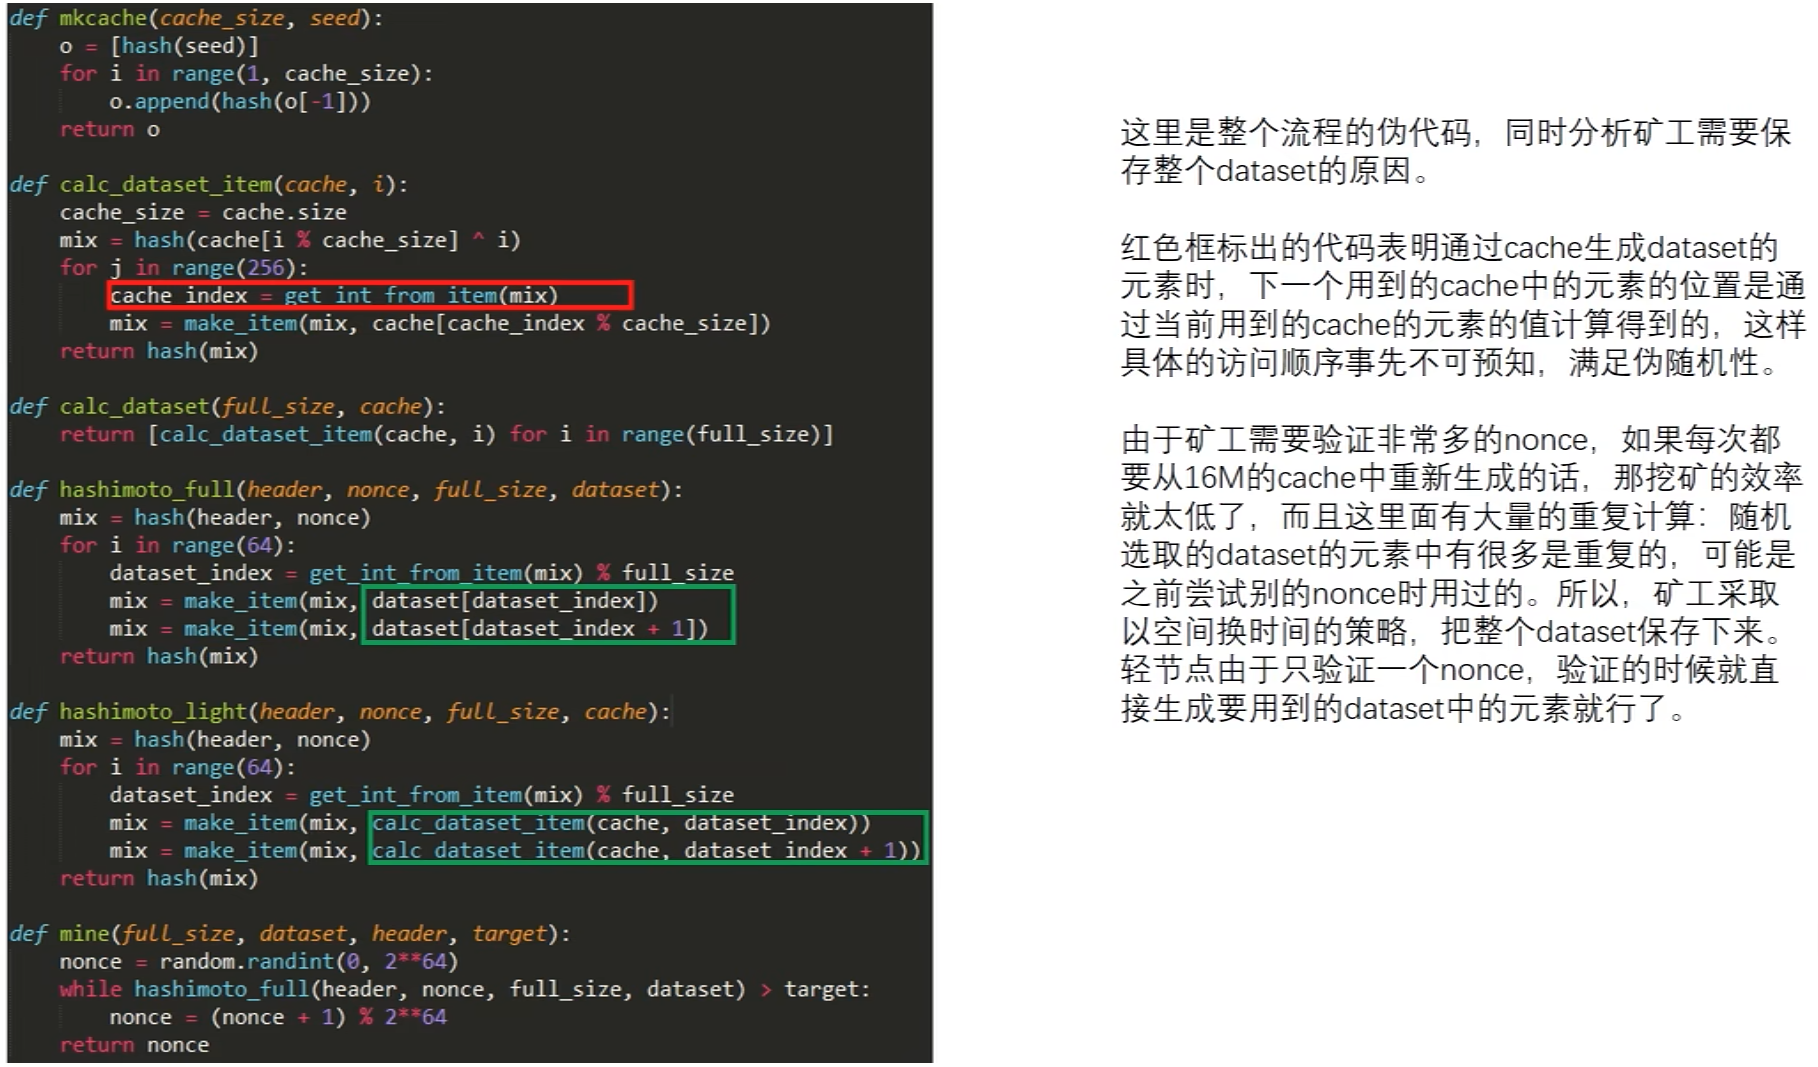 def mkcache(cache_size, seed):
    o = [hash(seed)]
    for i in range(1, cache_size):
        o.append(hash(o[-1]))
    return o

def calc_dataset_item(cache, i):
    cache_size = cache.size
    mix = hash(cache[i % cache_size] ^ i)
    for j in range(256):
        cache_index = get_int_from_item(mix)
        mix = make_item(mix, cache[cache_index % cache_size])
    return hash(mix)

def calc_dataset(full_size, cache):
    return [calc_dataset_item(cache, i) for i in range(full_size)]

def hashimoto_full(header, nonce, full_size, dataset):
    mix = hash(header, nonce)
    for i in range(64):
        dataset_index = get_int_from_item(mix) % full_size
        mix = make_item(mix, dataset[dataset_index])
        mix = make_item(mix, dataset[dataset_index + 1])
    return hash(mix)

def hashimoto_light(header, nonce, full_size, cache):
    mix = hash(header, nonce)
    for i in range(64):
        dataset_index = get_int_from_item(mix) % full_size
        mix = make_item(mix, calc_dataset_item(cache, dataset_index))
        mix = make_item(mix, calc_dataset_item(cache, dataset_index + 1))
    return hash(mix)

def mine(full_size, dataset, header, target):
    nonce = random.randint(0, 2**64)
    while hashimoto_full(header, nonce, full_size, dataset) > target:
        nonce = (nonce + 1) % 2**64
    return nonce

这里是整个流程的伪代码，同时分析矿工需要保
存整个dataset的原因。

红色框标出的代码表明通过cache生成dataset的
元素时，下一个用到的cache中的元素的位置是通
过当前用到的cache的元素的值计算得到的，这样
具体的访问顺序事先不可预知，满足伪随机性。

由于矿工需要验证非常多的nonce，如果每次都
要从16M的cache中重新生成的话，那挖矿的效率
就太低了，而且这里面有大量的重复计算：随机
选取的dataset的元素中有很多是重复的，可能是
之前尝试别的nonce时用过的。所以，矿工采取
以空间换时间的策略，把整个dataset保存下来。
轻节点由于只验证一个nonce，验证的时候就直
接生成要用到的dataset中的元素就行了。